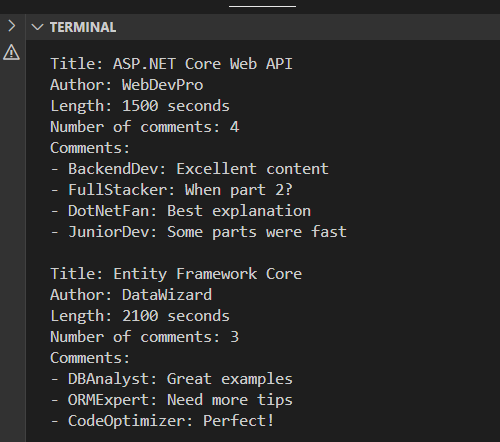 TERMINAL
Title: ASP.NET Core Web API
Author: WebDevPro
Length: 1500 seconds
Number of comments: 4
Comments:
- BackendDev: Excellent content
- FullStacker: When part 2?
- DotNetFan: Best explanation
- JuniorDev: Some parts were fast
Title: Entity Framework Core
Author: DataWizard
Length: 2100 seconds
Number of comments: 3
Comments:
- DBAnalyst: Great examples
- ORMExpert: Need more tips
- CodeOptimizer: Perfect!